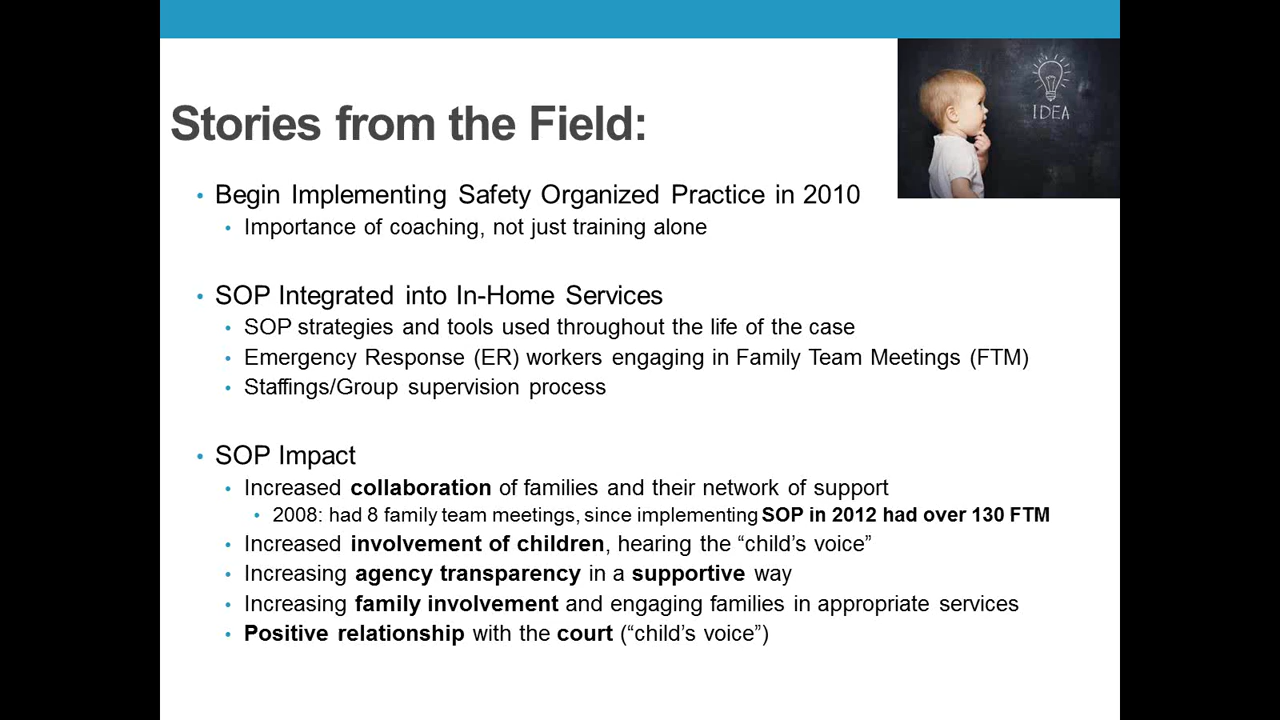 IDEA
Stories from the Field:
• Begin Implementing Safety Organized Practice in 2010
• Importance of coaching, not just training alone
• SOP Integrated into In-Home Services
• SOP strategies and tools used throughout the life of the case
• Emergency Response (ER) workers engaging in Family Team Meetings (FTM)
• Staffings/Group supervision process
• SOP Impact
• Increased collaboration of families and their network of support
• 2008: had 8 family team meetings, since implementing SOP in 2012 had over 130 FTM
• Increased involvement of children, hearing the “child’s voice”
• Increasing agency transparency in a supportive way
• Increasing family involvement and engaging families in appropriate services
• Positive relationship with the court (“child’s voice”)